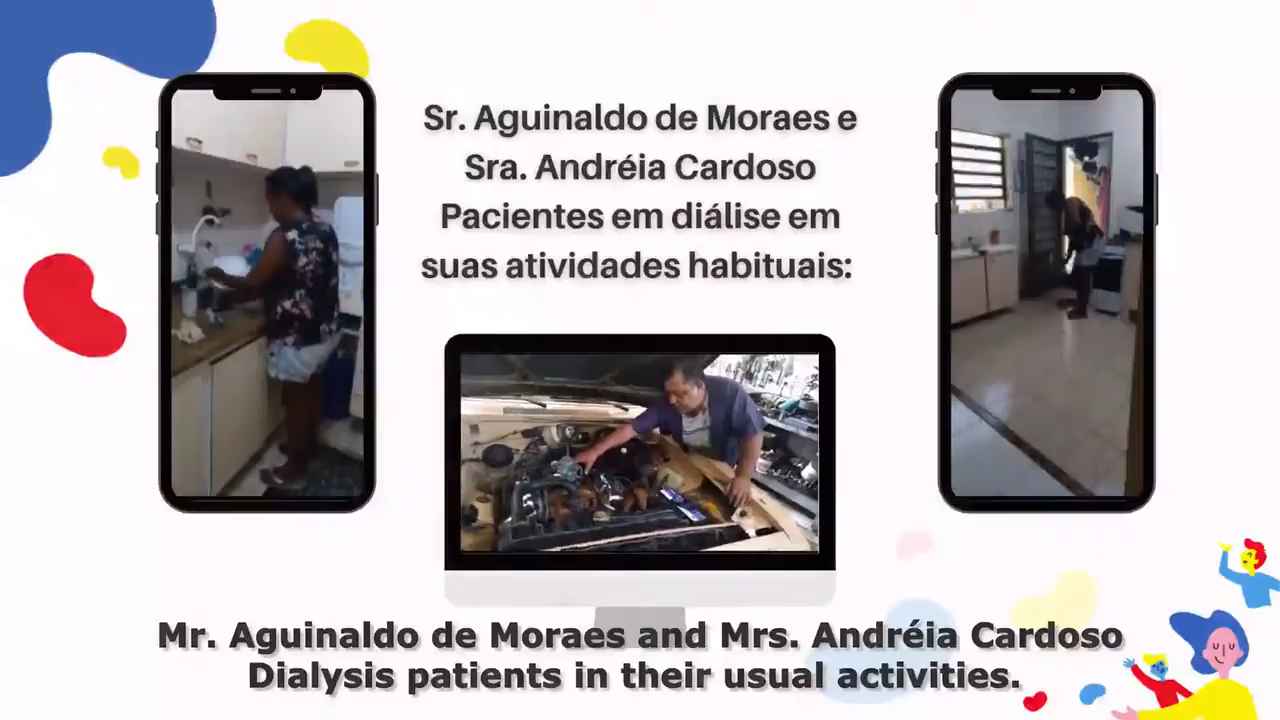 Sr. Aguinaldo de Moraes e
Sra. Andréia Cardoso
Pacientes em diálise em
suas atividades habituais:
Mr. Aguinaldo de Moraes and Mrs. Andréia Cardoso
Dialysis patients in their usual activities.